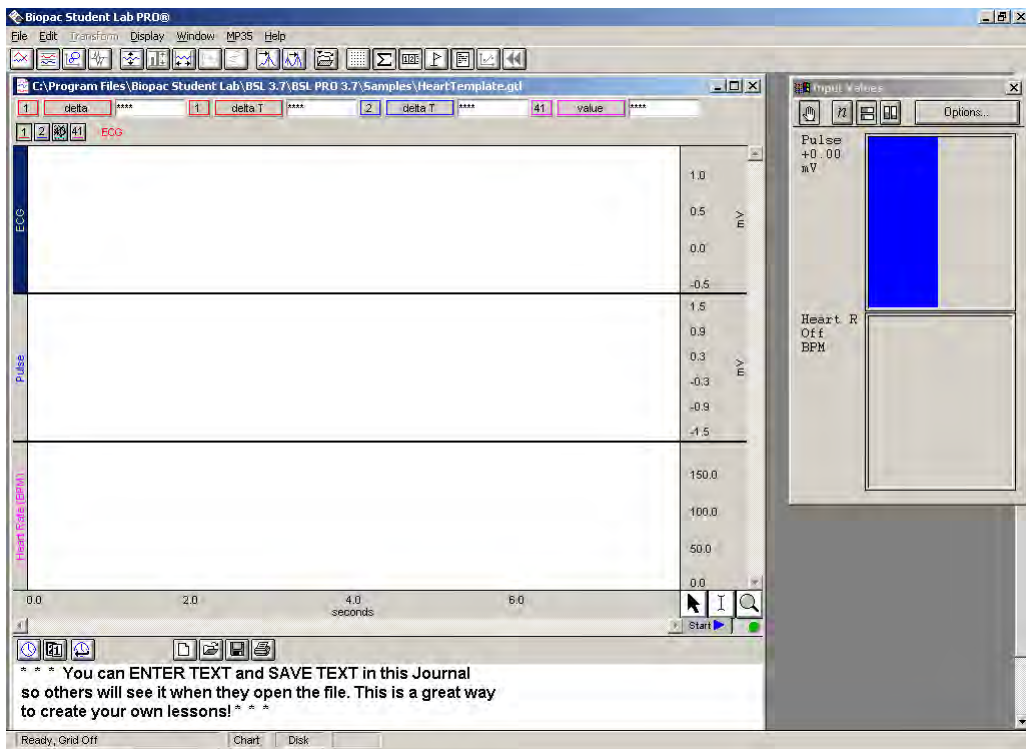 Biopac Student Lab PRO®
File Edit Transform Display Window MP35 Help
C:\Program Files\Biopac Student Lab\BSL 3.7\BSL PRO 3.7\Samples\HeartTemplate.gtl
1 delta **** 1 delta T **** 2 delta T **** 41 value ****
1 2 40 41 ECG
ECG
1.0
0.5
0.0
-0.5
mV
Pulse
1.5
0.9
0.3
-0.3
-0.9
-1.5
mV
Heart Rate (BPM)
150.0
100.0
50.0
0.0
0.0 2.0 4.0 6.0
seconds
Start
* * * You can ENTER TEXT and SAVE TEXT in this Journal
so others will see it when they open the file. This is a great way
to create your own lessons! * * *
Ready, Grid Off Chart Disk
Input Values
n Options...
Pulse
+0.00
mV
Heart R
Off
BPM